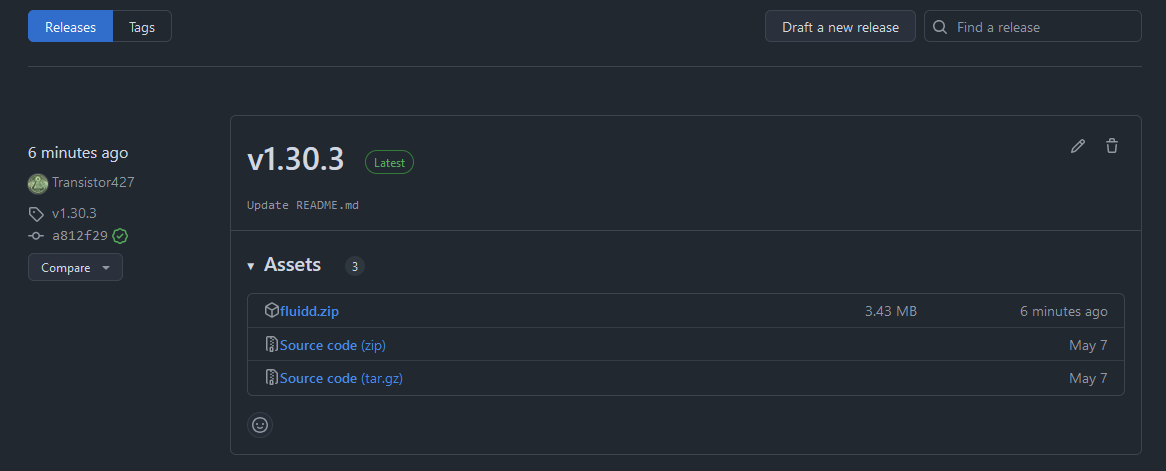 Releases Tags Draft a new release Find a release
6 minutes ago
Transistor427
v1.30.3
a812f29
Compare
v1.30.3 Latest
Update README.md
Assets 3
fluidd.zip 3.43 MB 6 minutes ago
Source code (zip) May 7
Source code (tar.gz) May 7